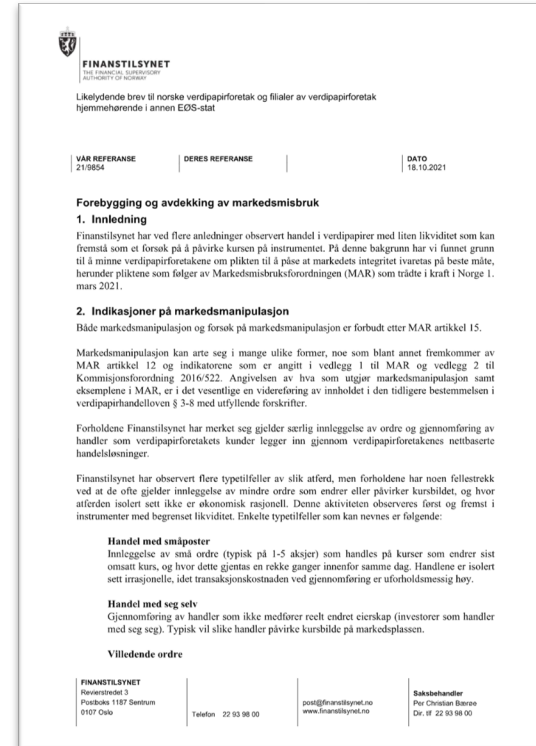 FINANSTILSYNET
THE FINANCIAL SUPERVISORY
AUTHORITY OF NORWAY
Likelydende brev til norske verdipapirforetak og filialer av verdipapirforetak
hjemmehørende i annen EØS-stat
VÅR REFERANSE
21/9854
DERES REFERANSE
DATO
18.10.2021
Forebygging og avdekking av markedsmisbruk
1. Innledning
Finanstilsynet har ved flere anledninger observert handel i verdipapirer med liten likviditet som kan
fremstå som et forsøk på å påvirke kursen på instrumentet. På denne bakgrunn har vi funnet grunn
til å minne verdipapirforetakene om plikten til å påse at markedets integritet ivaretas på beste måte,
herunder pliktene som følger av Markedsmisbruksforordningen (MAR) som trådte i kraft i Norge 1.
mars 2021.
2. Indikasjoner på markedsmanipulasjon
Både markedsmanipulasjon og forsøk på markedsmanipulasjon er forbudt etter MAR artikkel 15.
Markedsmanipulasjon kan arte seg i mange ulike former, noe som blant annet fremkommer av
MAR artikkel 12 og indikatorene som er angitt i vedlegg 1 til MAR og vedlegg 2 til
Kommisjonsforordning 2016/522. Angivelsen av hva som utgjør markedsmanipulasjon samt
eksemplene i MAR, er i det vesentlige en videreføring av innholdet i den tidligere bestemmelsen i
verdipapirhandelloven § 3-8 med utfyllende forskrifter.
Forholdene Finanstilsynet har merket seg gjelder særlig innleggelse av ordre og gjennomføring av
handler som verdipapirforetakets kunder legger inn gjennom verdipapirforetakenes nettbaserte
handelsløsninger.
Finanstilsynet har observert flere typetilfeller av slik atferd, men forholdene har noen fellestrekk
ved at de ofte gjelder innleggelse av mindre ordre som endrer eller påvirker kursbildet, og hvor
atferden isolert sett ikke er økonomisk rasjonell. Denne aktiviteten observeres først og fremst i
instrumenter med begrenset likviditet. Enkelte typetilfeller som kan nevnes er følgende:
Handel med småposter
Innleggelse av små ordre (typisk på 1-5 aksjer) som handles på kurser som endrer sist
omsatt kurs, og hvor dette gjentas en rekke ganger innenfor samme dag. Handlene er isolert
sett irrasjonelle, idet transaksjonskostnaden ved gjennomføring er uforholdsmessig høy.
Handel med seg selv
Gjennomføring av handler som ikke medfører reelt endret eierskap (investorer som handler
med seg seg). Typisk vil slike handler påvirke kursbilde på markedsplassen.
Villedende ordre
FINANSTILSYNET
Revierstredet 3
Postboks 1187 Sentrum
0107 Oslo
Telefon 22 93 98 00
post@finanstilsynet.no
www.finanstilsynet.no
Saksbehandler
Per Christian Bærøe
Dir. tlf 22 93 98 00